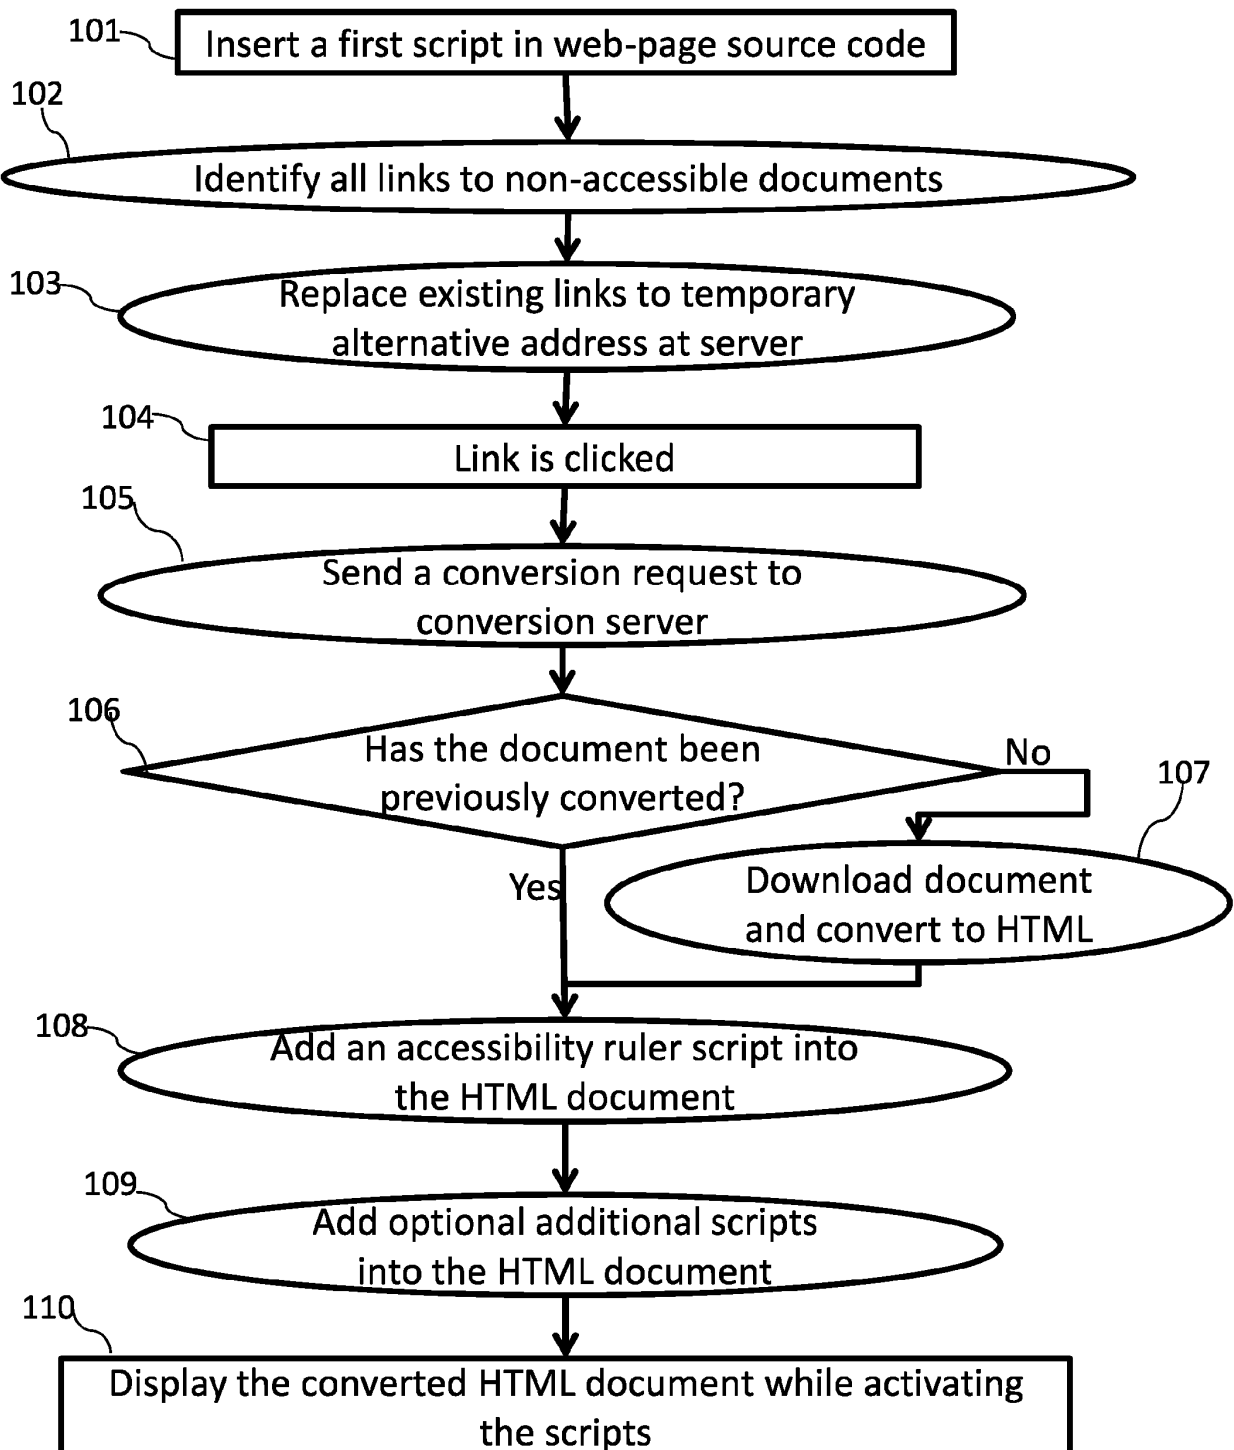 101
Insert a first script in web-page source code
102
Identify all links to non-accessible documents
103
Replace existing links to temporary
alternative address at server
104
Link is clicked
105
Send a conversion request to
conversion server
106
Has the document been
previously converted?
No
107
Yes
Download document
and convert to HTML
108
Add an accessibility ruler script into
the HTML document
109
Add optional additional scripts
into the HTML document
110
Display the converted HTML document while activating
the scripts